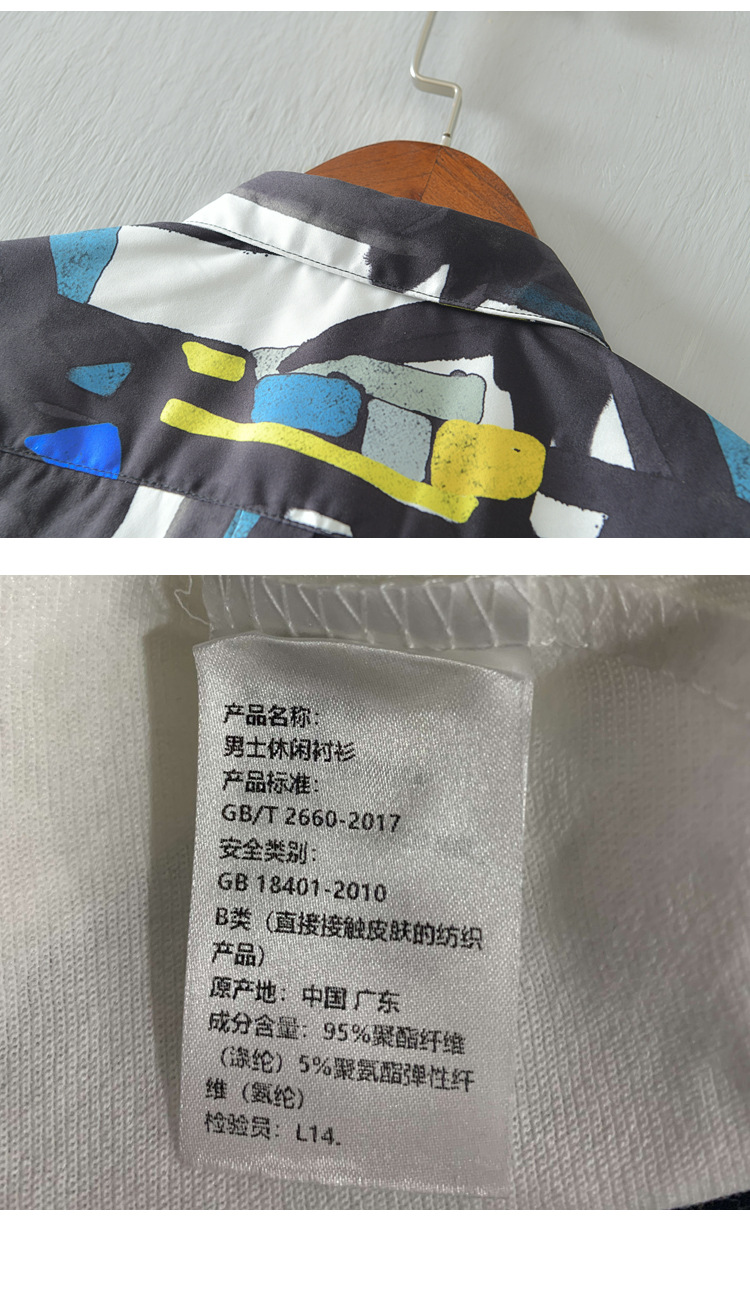 产品名称：
男士休闲衬衫
产品标准：
GB/T 2660-2017
安全类别：
GB 18401-2010
B类（直接接触皮肤的纺织
产品）
原产地：中国 广东
成分含量：95%聚酯纤维
（涤纶）5%聚氨酯弹性纤
维（氨纶）
检验员：L14.